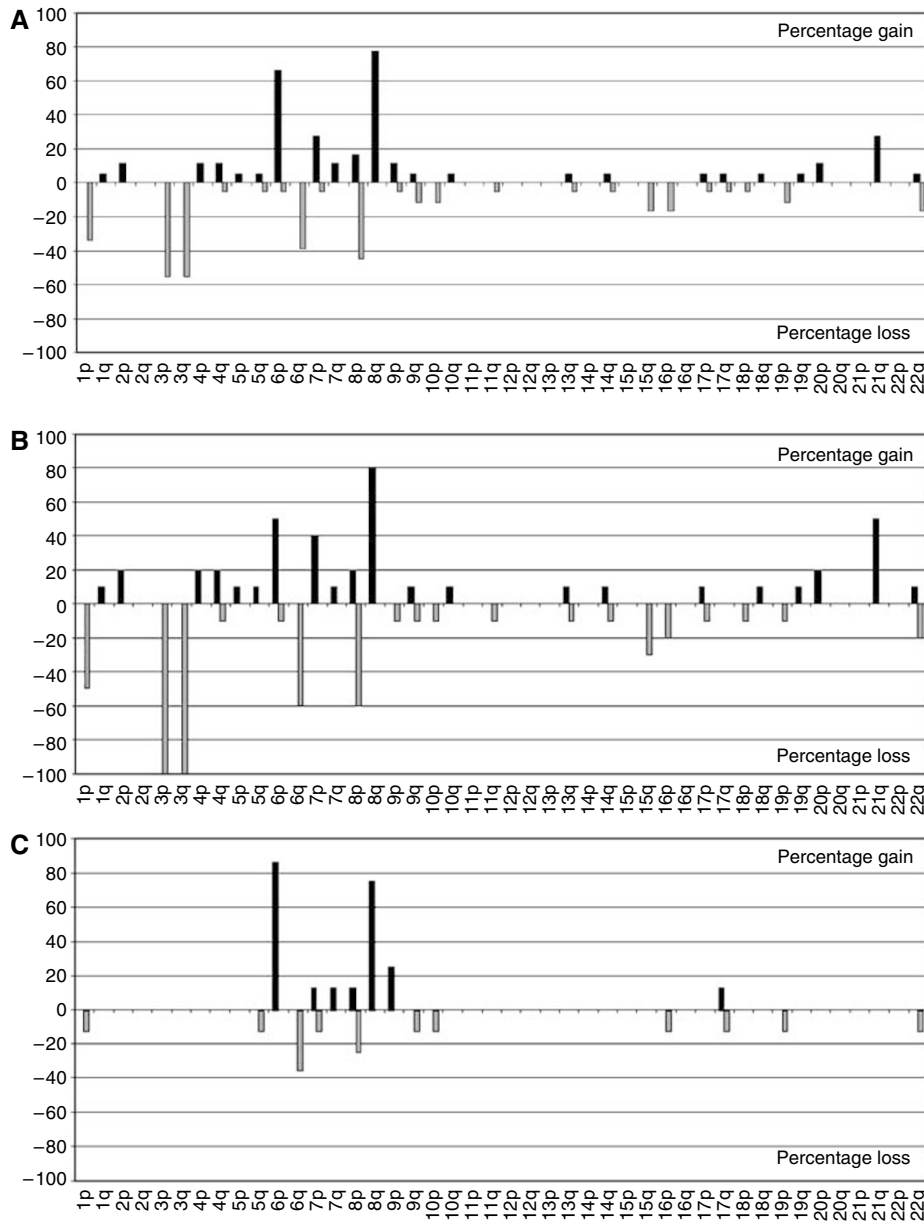 A
100
Percentage gain
80
60
40
20
0
−20
−40
−60
−80
Percentage loss
−100
1p 1q 2p 2q 3p 3q 4p 4q 5p 5q 6p 6q 7p 7q 8p 8q 9p 9q 10p 10q 11p 11q 12p 12q 13p 13q 14p 14q 15p 15q 16p 16q 17p 17q 18p 18q 19p 19q 20p 20q 21p 21q 22p 22q
B
100
Percentage gain
80
60
40
20
0
−20
−40
−60
−80
Percentage loss
−100
1p 1q 2p 2q 3p 3q 4p 4q 5p 5q 6p 6q 7p 7q 8p 8q 9p 9q 10p 10q 11p 11q 12p 12q 13p 13q 14p 14q 15p 15q 16p 16q 17p 17q 18p 18q 19p 19q 20p 20q 21p 21q 22p 22q
C
100
Percentage gain
80
60
40
20
0
−20
−40
−60
−80
Percentage loss
−100
1p 1q 2p 2q 3p 3q 4p 4q 5p 5q 6p 6q 7p 7q 8p 8q 9p 9q 10p 10q 11p 11q 12p 12q 13p 13q 14p 14q 15p 15q 16p 16q 17p 17q 18p 18q 19p 19q 20p 20q 21p 21q 22p 22q